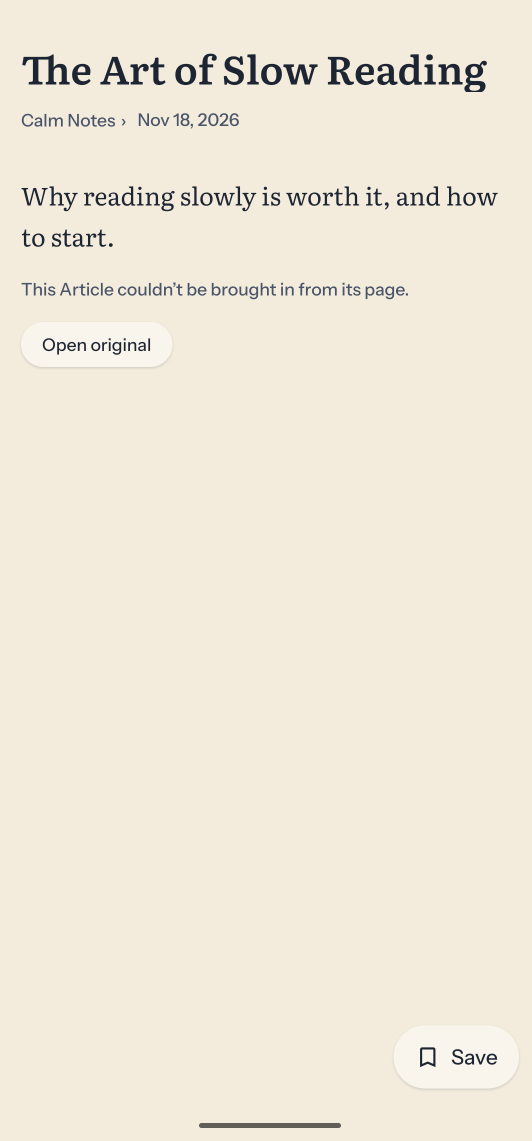 The Art of Slow Reading
Calm Notes › Nov 18, 2026
Why reading slowly is worth it, and how
to start.
This Article couldn’t be brought in from its page.
Open original
Save